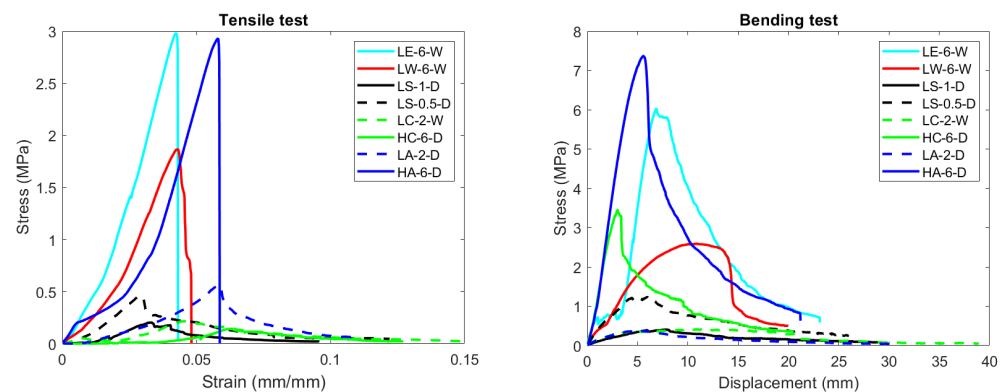 Tensile test
3
2.5
2
1.5
1
0.5
0
Stress (MPa)
LE-6-W
LW-6-W
LS-1-D
LS-0.5-D
LC-2-W
HC-6-D
LA-2-D
HA-6-D
0 0.05 0.1 0.15
Strain (mm/mm)
Bending test
8
7
6
5
4
3
2
1
0
Stress (MPa)
LE-6-W
LW-6-W
LS-1-D
LS-0.5-D
LC-2-W
HC-6-D
LA-2-D
HA-6-D
0 5 10 15 20 25 30 35 40
Displacement (mm)